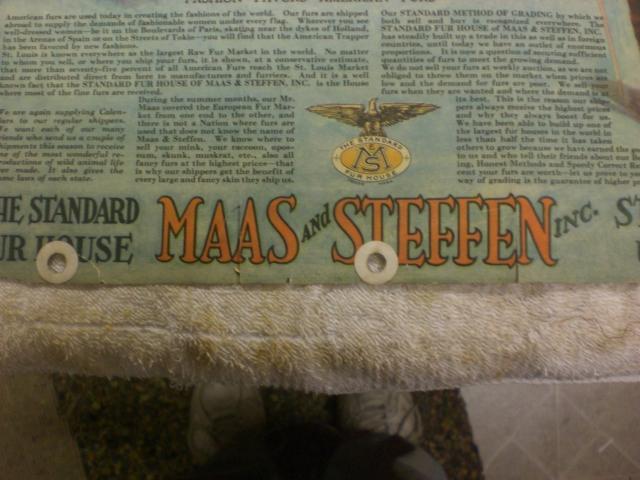 FASHION FAVORS AMERICAN FURS
American furs are used today in creating the fashions of the world. Our furs are shipped
abroad to supply the demands of fashionable women under every flag. Wherever you see
well-dressed women—be it on the Boulevards of Paris, skating near the dykes of Holland,
in the Arenas of Spain or on the Streets of Tokio—you will find that the American Trapper
has been favored by new fashions.
St. Louis is known everywhere as the largest Raw Fur Market in the world. No matter
to whom you sell, or where you ship your furs, it is shown, at a conservative estimate,
that more than seventy-five percent of all American Furs reach the St. Louis Market
and are distributed direct from here to manufacturers and furriers. And it is a well
known fact that the STANDARD FUR HOUSE OF MAAS & STEFFEN, INC. is the House
where most of the fine furs are received.
We are again supplying Calen-
dars to our regular shippers.
We want each of our many
friends who send us a couple of
shipments this season to receive
one of the most wonderful re-
productions of wild animal life
ever made. It also gives the
game laws of each state.
During the summer months, our Mr.
Maas covered the European Fur Mar-
ket from one end to the other, and
there is not a Nation where furs are
used that does not know the name of
Maas & Steffen. We know where to
sell your mink, your raccoon, opos-
sum, skunk, muskrat, etc., also all
fancy furs at the highest price—that
is why our shippers get the benefit of
every large and fancy skin they ship us.
THE STANDARD
MS
FUR HOUSE
Our STANDARD METHOD OF GRADING by which we
both sell and buy is recognized everywhere. The
STANDARD FUR HOUSE of MAAS & STEFFEN, INC.
has steadily built up a trade in this as well as in foreign
countries, until today we have an outlet of enormous
proportions. It is now a question of securing sufficient
quantities of furs to meet the growing demand.
We do not sell your furs at weekly auction, as we are not
obliged to throw them on the market when prices are
low and the demand for furs are poor. We sell your
furs when they are wanted and where the demand is
its best. This is the reason our ship-
pers always receive the highest
and why they always boost for us.
We have been able to build up one of
the largest fur houses in the world in
less than half the time it has taken
others to grow because we have earned the
to us and who tell their friends about our
ing. Honest Methods and Speedy Correct
cent your furs are worth—let us prove to you
way of grading is the guarantee of higher
THE STANDARD
FUR HOUSE
MAAS AND STEFFEN INC.
ST